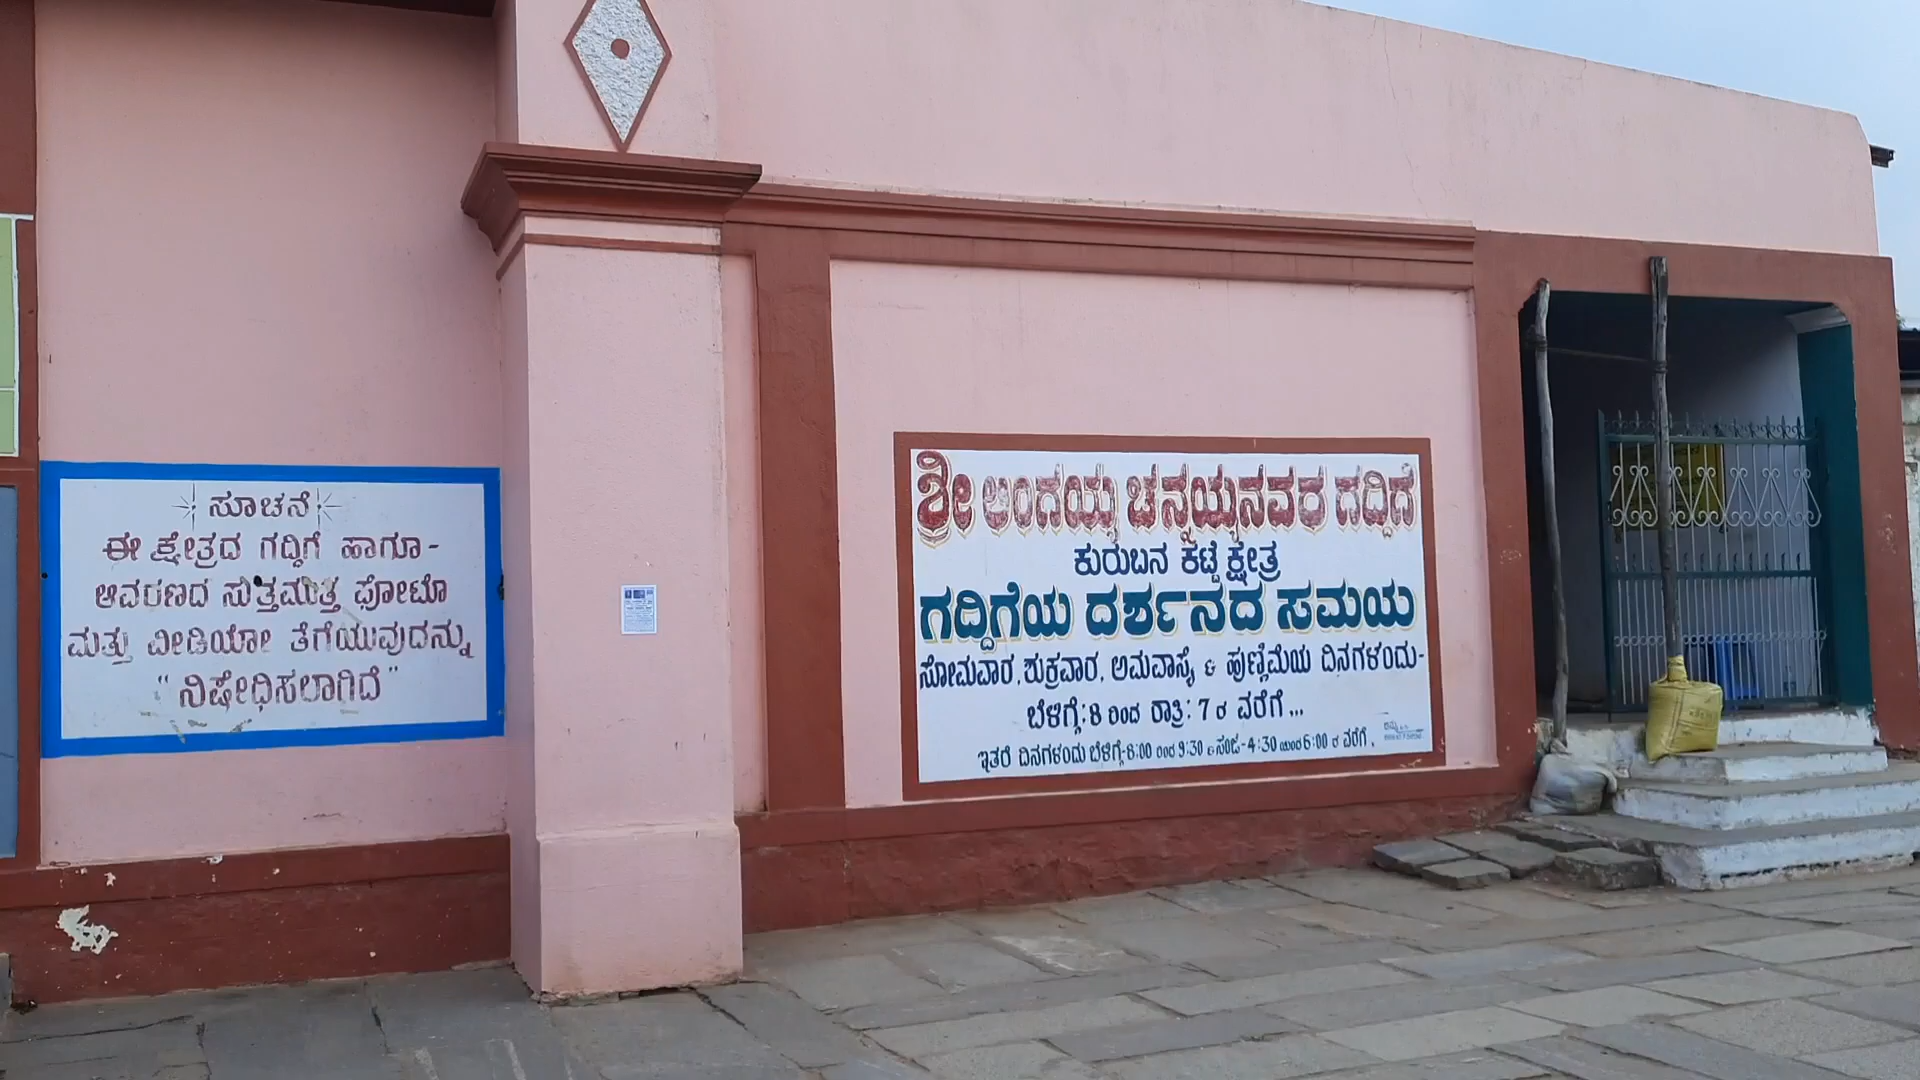 ಸೂಚನೆ
ಈ ಕ್ಷೇತ್ರದ ಗದ್ದಿಗೆ ಹಾಗೂ -
ಆವರಣದ ಸುತ್ತಮುತ್ತ ಫೋಟೊ
ಮತ್ತು ವೀಡಿಯೋ ತೆಗೆಯುವುದನ್ನು
" ನಿಷೇಧಿಸಲಾಗಿದೆ "
ಶ್ರೀ ಲಿಂಗಯ್ಯ ಚನ್ನಯ್ಯನವರ ಗದ್ದಿಗೆ
ಕುರುಬನ ಕಟ್ಟೆ ಕ್ಷೇತ್ರ
ಗದ್ದಿಗೆಯ ದರ್ಶನದ ಸಮಯ
ಸೋಮವಾರ, ಶುಕ್ರವಾರ, ಅಮವಾಸ್ಯೆ & ಹುಣ್ಣಿಮೆಯ ದಿನಗಳಂದು-
ಬೆಳಿಗ್ಗೆ: 8 ರಿಂದ ರಾತ್ರಿ: 7 ರ ವರೆಗೆ...
ಇತರೆ ದಿನಗಳಂದು ಬೆಳಿಗ್ಗೆ-8:00 ರಿಂದ 9:30 & ಸಂಜೆ-4:30 ಯಿಂದ 6:00 ರ ವರೆಗೆ.